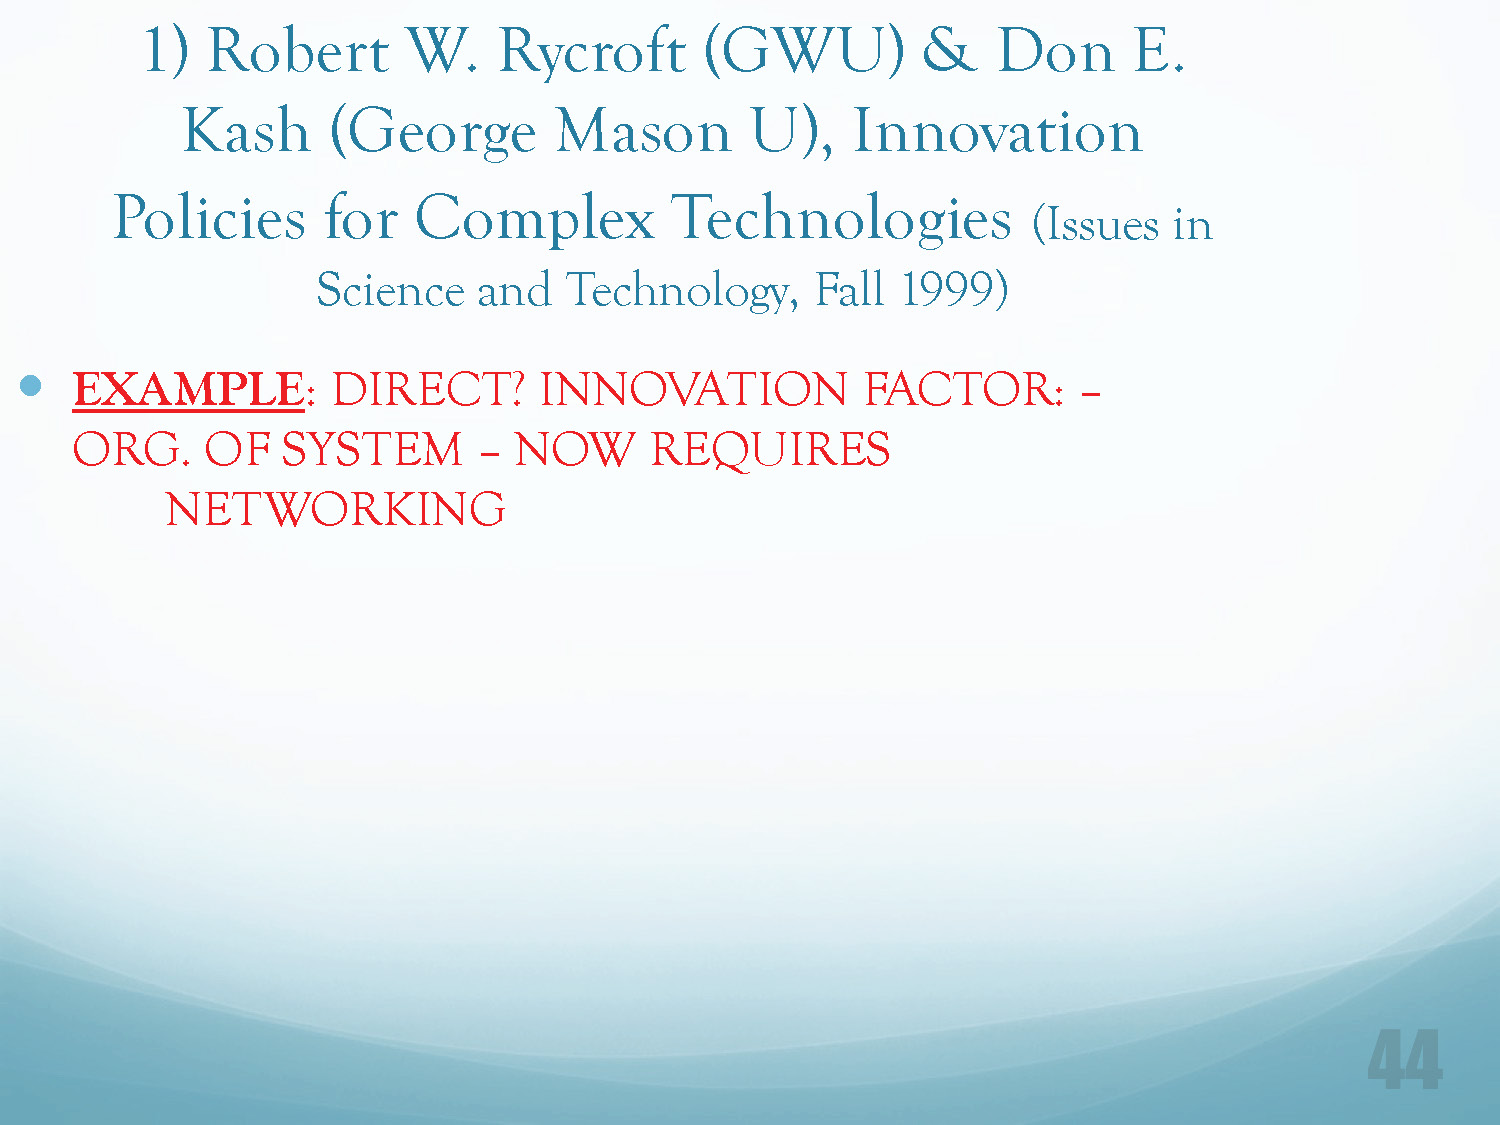 1) Robert W. Rycroft (GWU) & Don E.
Kash (George Mason U), Innovation
Policies for Complex Technologies (Issues in
Science and Technology, Fall 1999)
• EXAMPLE: DIRECT? INNOVATION FACTOR: –
ORG. OF SYSTEM – NOW REQUIRES
NETWORKING
44